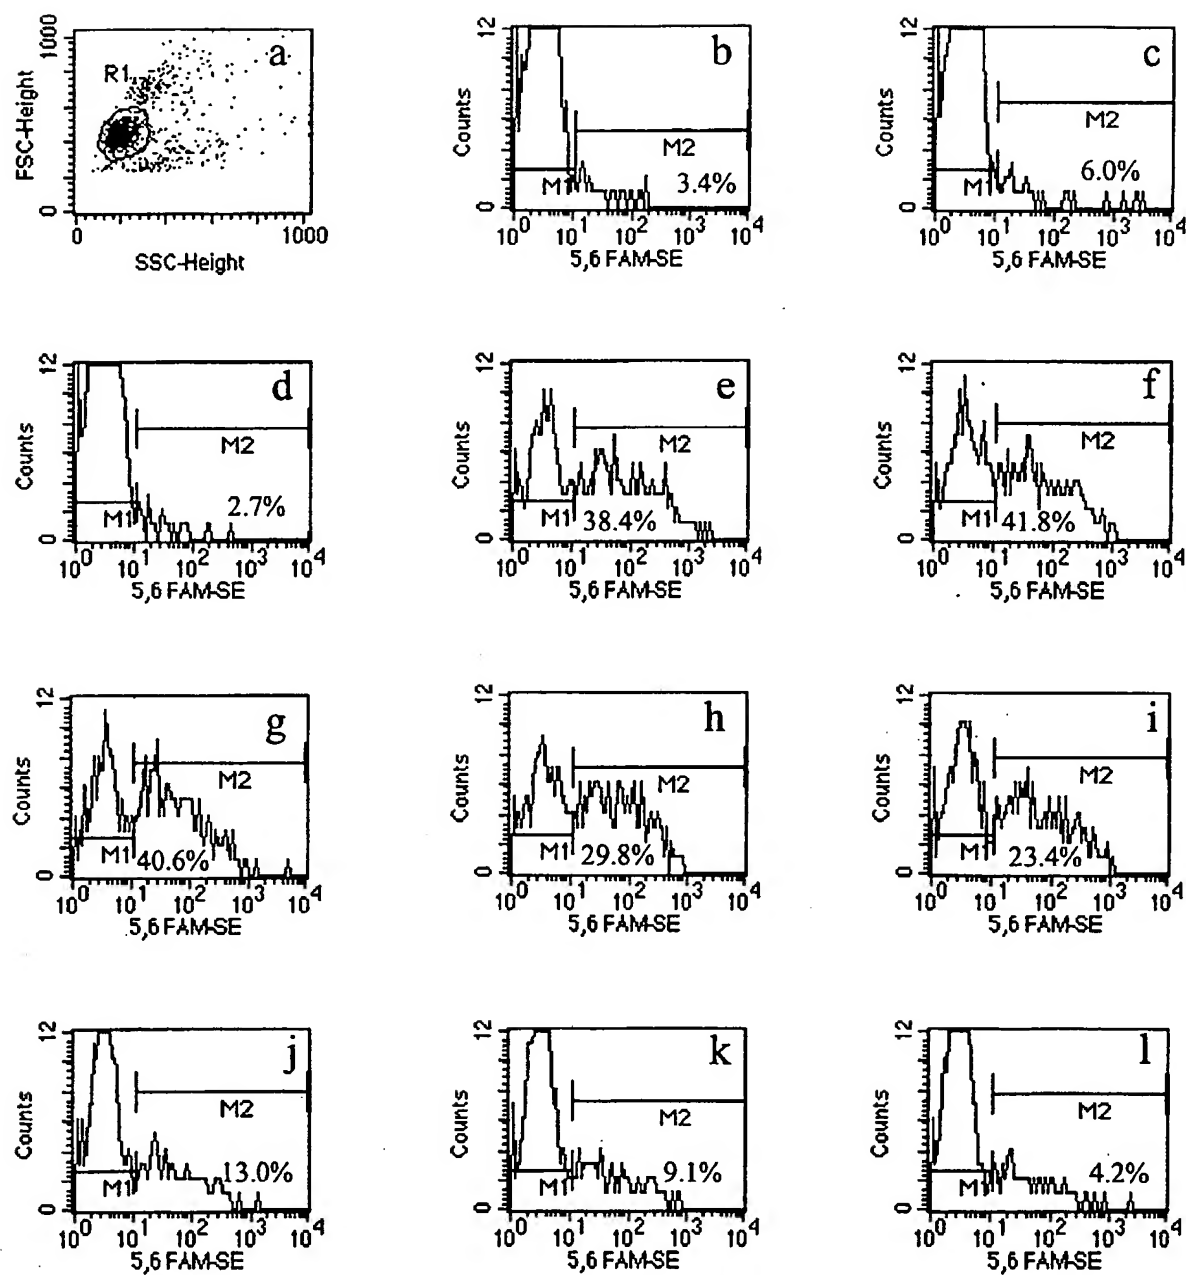 a
R1
1000
0
FSC-Height
0
1000
SSC-Height
b
12
0
Counts
M2
M1
3.4%
10^0 10^1 10^2 10^3 10^4
5,6 FAM-SE
c
12
0
Counts
M2
M1
6.0%
10^0 10^1 10^2 10^3 10^4
5,6 FAM-SE
d
12
0
Counts
M2
M1
2.7%
10^0 10^1 10^2 10^3 10^4
5,6 FAM-SE
e
12
0
Counts
M2
M1
38.4%
10^0 10^1 10^2 10^3 10^4
5,6 FAM-SE
f
12
0
Counts
M2
M1
41.8%
10^0 10^1 10^2 10^3 10^4
5,6 FAM-SE
g
12
0
Counts
M2
M1
40.6%
10^0 10^1 10^2 10^3 10^4
5,6 FAM-SE
h
12
0
Counts
M2
M1
29.8%
10^0 10^1 10^2 10^3 10^4
5,6 FAM-SE
i
12
0
Counts
M2
M1
23.4%
10^0 10^1 10^2 10^3 10^4
5,6 FAM-SE
j
12
0
Counts
M2
M1
13.0%
10^0 10^1 10^2 10^3 10^4
5,6 FAM-SE
k
12
0
Counts
M2
M1
9.1%
10^0 10^1 10^2 10^3 10^4
5,6 FAM-SE
l
12
0
Counts
M2
M1
4.2%
10^0 10^1 10^2 10^3 10^4
5,6 FAM-SE